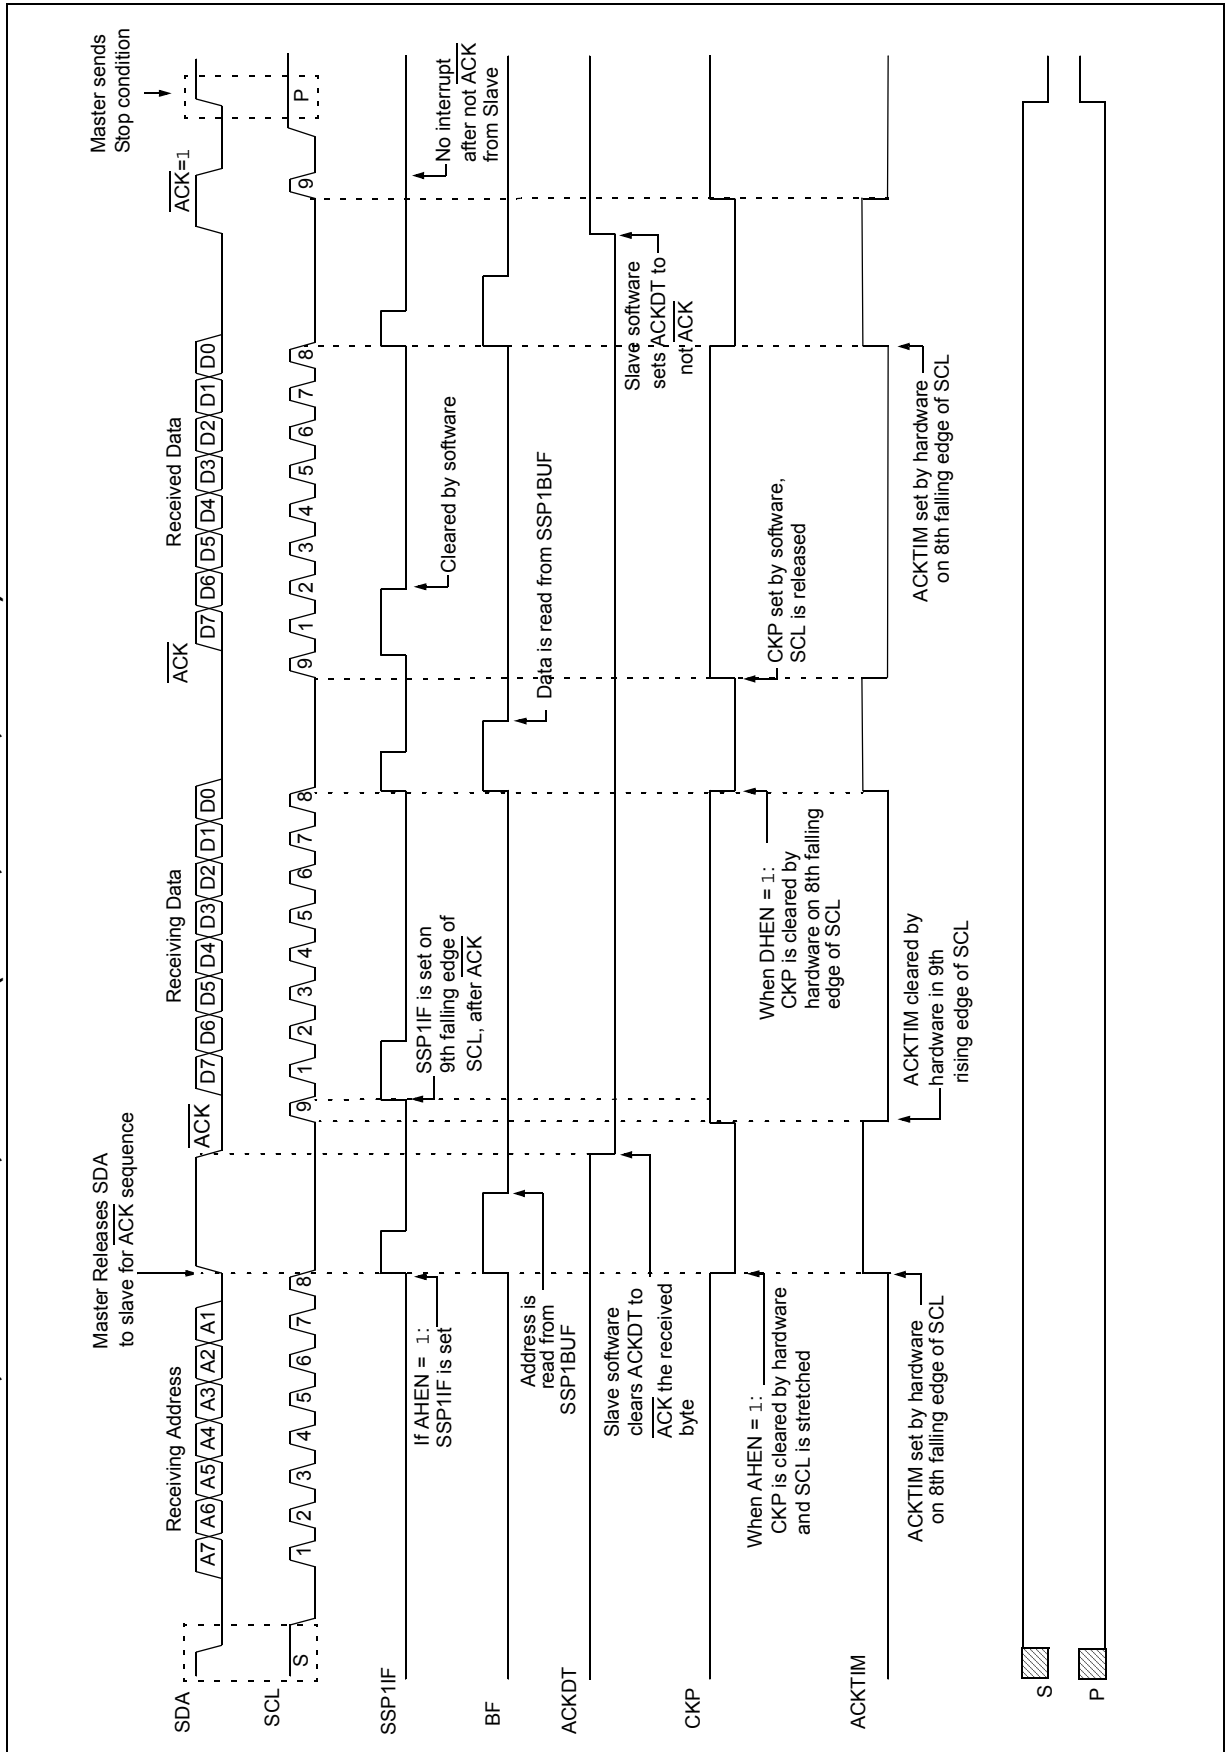 Master Releases SDA
to slave for ACK sequence
Master sends
Stop condition
Receiving Address
Receiving Data
Received Data
ACK
ACK
ACK=1
SDA
A7 A6 A5 A4 A3 A2 A1
D7 D6 D5 D4 D3 D2 D1 D0
D7 D6 D5 D4 D3 D2 D1 D0
SCL
S 1 2 3 4 5 6 7 8 9 1 2 3 4 5 6 7 8 9 1 2 3 4 5 6 7 8 9 P
SSP1IF
If AHEN = 1:
SSP1IF is set
SSP1IF is set on
9th falling edge of
SCL, after ACK
Cleared by software
No interrupt
after not ACK
from Slave
BF
Address is
read from
SSP1BUF
Data is read from SSP1BUF
ACKDT
Slave software
clears ACKDT to
ACK the received
byte
Slave software
sets ACKDT to
not ACK
CKP
When AHEN = 1:
CKP is cleared by hardware
and SCL is stretched
When DHEN = 1:
CKP is cleared by
hardware on 8th falling
edge of SCL
CKP set by software,
SCL is released
ACKTIM
ACKTIM set by hardware
on 8th falling edge of SCL
ACKTIM cleared by
hardware in 9th
rising edge of SCL
ACKTIM set by hardware
on 8th falling edge of SCL
S
P